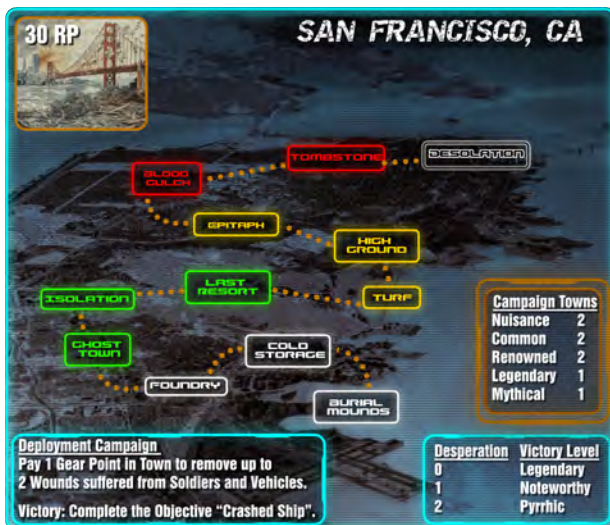 30 RP
SAN FRANCISCO, CA
TOMBSTONE
DESOLATION
BLOOD
GULCH
EPITAPH
HIGH
GROUND
LAST
RESORT
ISOLATION
TURF
GHOST
TOWN
COLD
STORAGE
FOUNDRY
BURIAL
MOUNDS
Campaign Towns
Nuisance 2
Common 2
Renowned 2
Legendary 1
Mythical 1
Deployment Campaign
Pay 1 Gear Point in Town to remove up to
2 Wounds suffered from Soldiers and Vehicles.
Victory: Complete the Objective “Crashed Ship”.
Desperation Victory Level
0 Legendary
1 Noteworthy
2 Pyrrhic